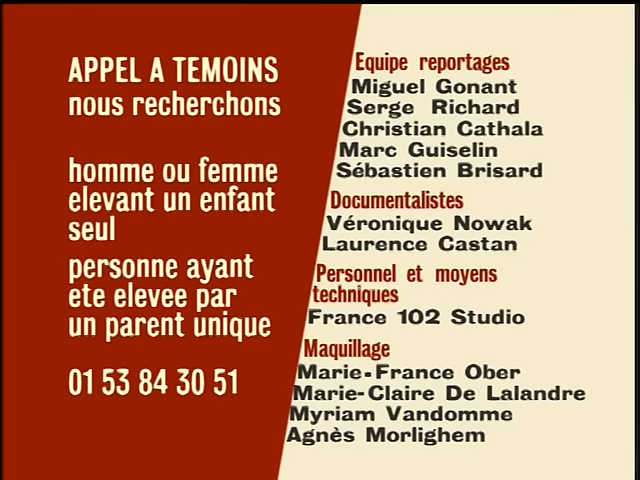 APPEL A TEMOINS
nous recherchons
homme ou femme
elevant un enfant
seul
personne ayant
ete elevee par
un parent unique
01 53 84 30 51
Equipe reportages
Miguel Gonant
Serge Richard
Christian Cathala
Marc Guiselin
Sébastien Brisard
Documentalistes
Véronique Nowak
Laurence Castan
Personnel et moyens
techniques
France 102 Studio
Maquillage
Marie-France Ober
Marie-Claire De Lalandre
Myriam Vandomme
Agnès Morlighem